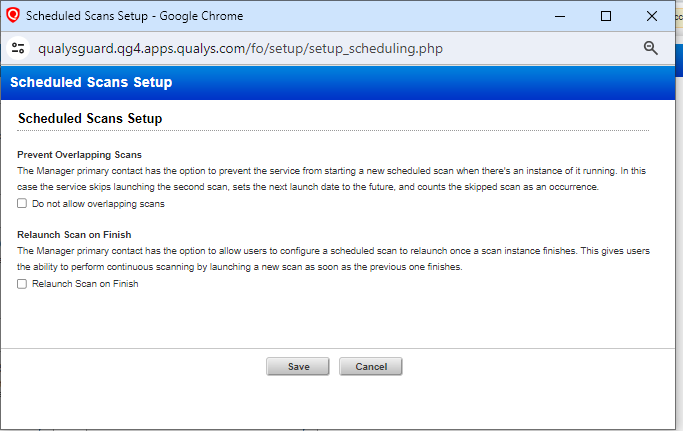 Scheduled Scans Setup - Google Chrome
qualysguard.qg4.apps.qualys.com/fo/setup/setup_scheduling.php
Scheduled Scans Setup
Scheduled Scans Setup
Prevent Overlapping Scans
The Manager primary contact has the option to prevent the service from starting a new scheduled scan when there's an instance of it running. In this
case the service skips launching the second scan, sets the next launch date to the future, and counts the skipped scan as an occurrence.
Do not allow overlapping scans
Relaunch Scan on Finish
The Manager primary contact has the option to allow users to configure a scheduled scan to relaunch once a scan instance finishes. This gives users
the ability to perform continuous scanning by launching a new scan as soon as the previous one finishes.
Relaunch Scan on Finish
Save Cancel